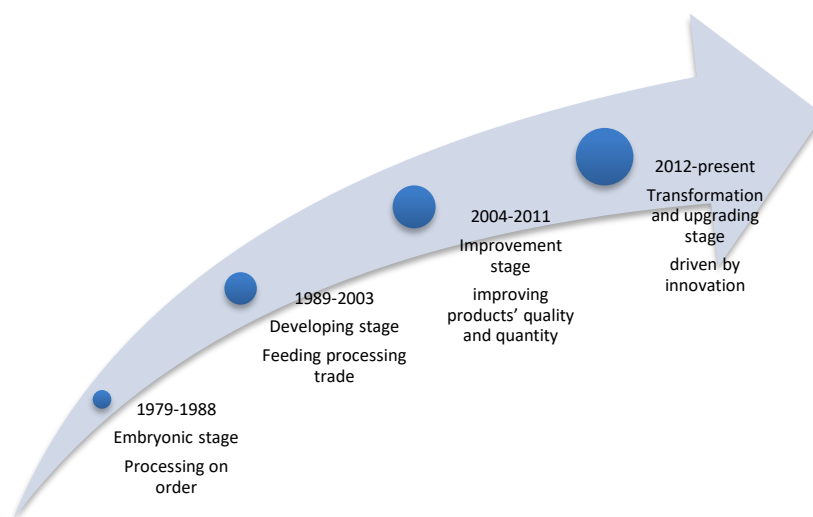 1979-1988
Embryonic stage
Processing on
order
1989-2003
Developing stage
Feeding processing
trade
2004-2011
Improvement
stage
improving
products’ quality
and quantity
2012-present
Transformation
and upgrading
stage
driven by
innovation